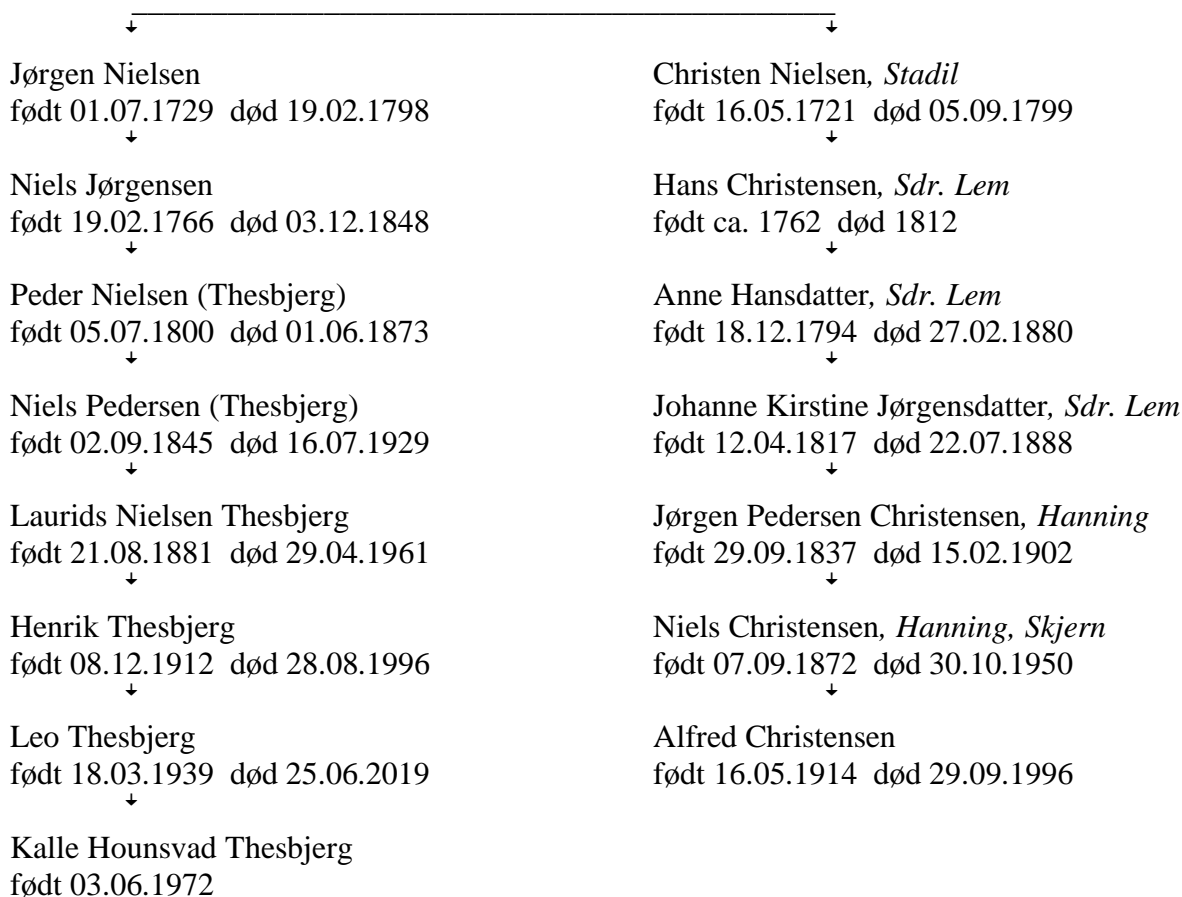 Jørgen Nielsen
født 01.07.1729 død 19.02.1798
Niels Jørgensen
født 19.02.1766 død 03.12.1848
Peder Nielsen (Thesbjerg)
født 05.07.1800 død 01.06.1873
Niels Pedersen (Thesbjerg)
født 02.09.1845 død 16.07.1929
Laurids Nielsen Thesbjerg
født 21.08.1881 død 29.04.1961
Henrik Thesbjerg
født 08.12.1912 død 28.08.1996
Leo Thesbjerg
født 18.03.1939 død 25.06.2019
Kalle Hounsvad Thesbjerg
født 03.06.1972
Christen Nielsen, Stadil
født 16.05.1721 død 05.09.1799
Hans Christensen, Sdr. Lem
født ca. 1762 død 1812
Anne Hansdatter, Sdr. Lem
født 18.12.1794 død 27.02.1880
Johanne Kirstine Jørgensdatter, Sdr. Lem
født 12.04.1817 død 22.07.1888
Jørgen Pedersen Christensen, Hanning
født 29.09.1837 død 15.02.1902
Niels Christensen, Hanning, Skjern
født 07.09.1872 død 30.10.1950
Alfred Christensen
født 16.05.1914 død 29.09.1996